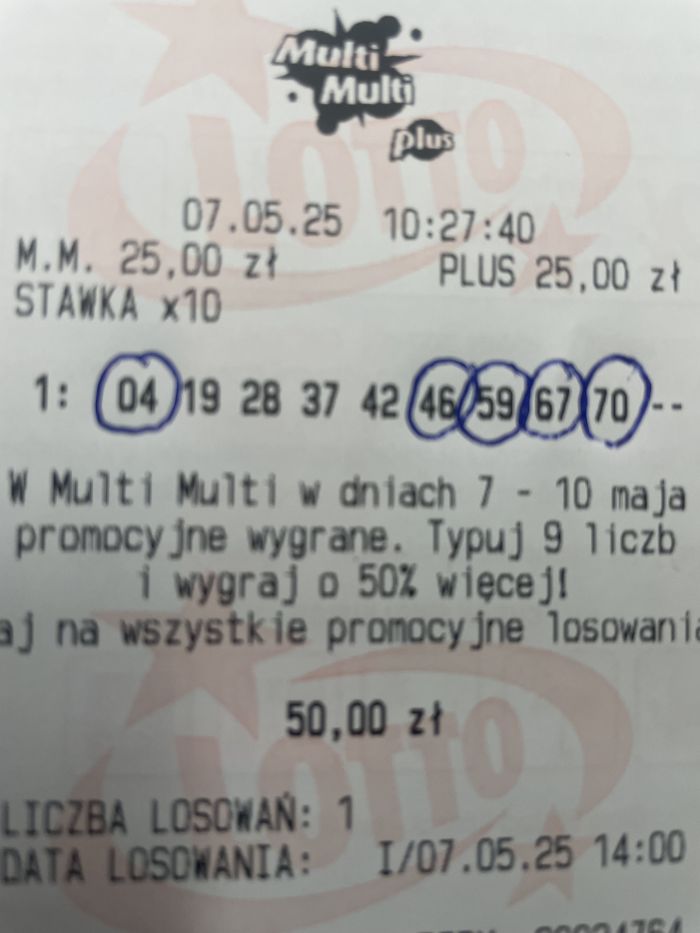 Multi
Multi
plus
07.05.25 10:27:40
M.M. 25,00 zł PLUS 25,00 zł
STAWKA x10
1: 04 19 28 37 42 46 59 67 70 --
W Multi Multi w dniach 7 - 10 maja
promocyjne wygrane. Typuj 9 liczb
i wygraj o 50% więcej!
aj na wszystkie promocyjne losowania
50,00 zł
LICZBA LOSOWAŃ: 1
DATA LOSOWANIA: I/07.05.25 14:00
LOTTO
LOTTO